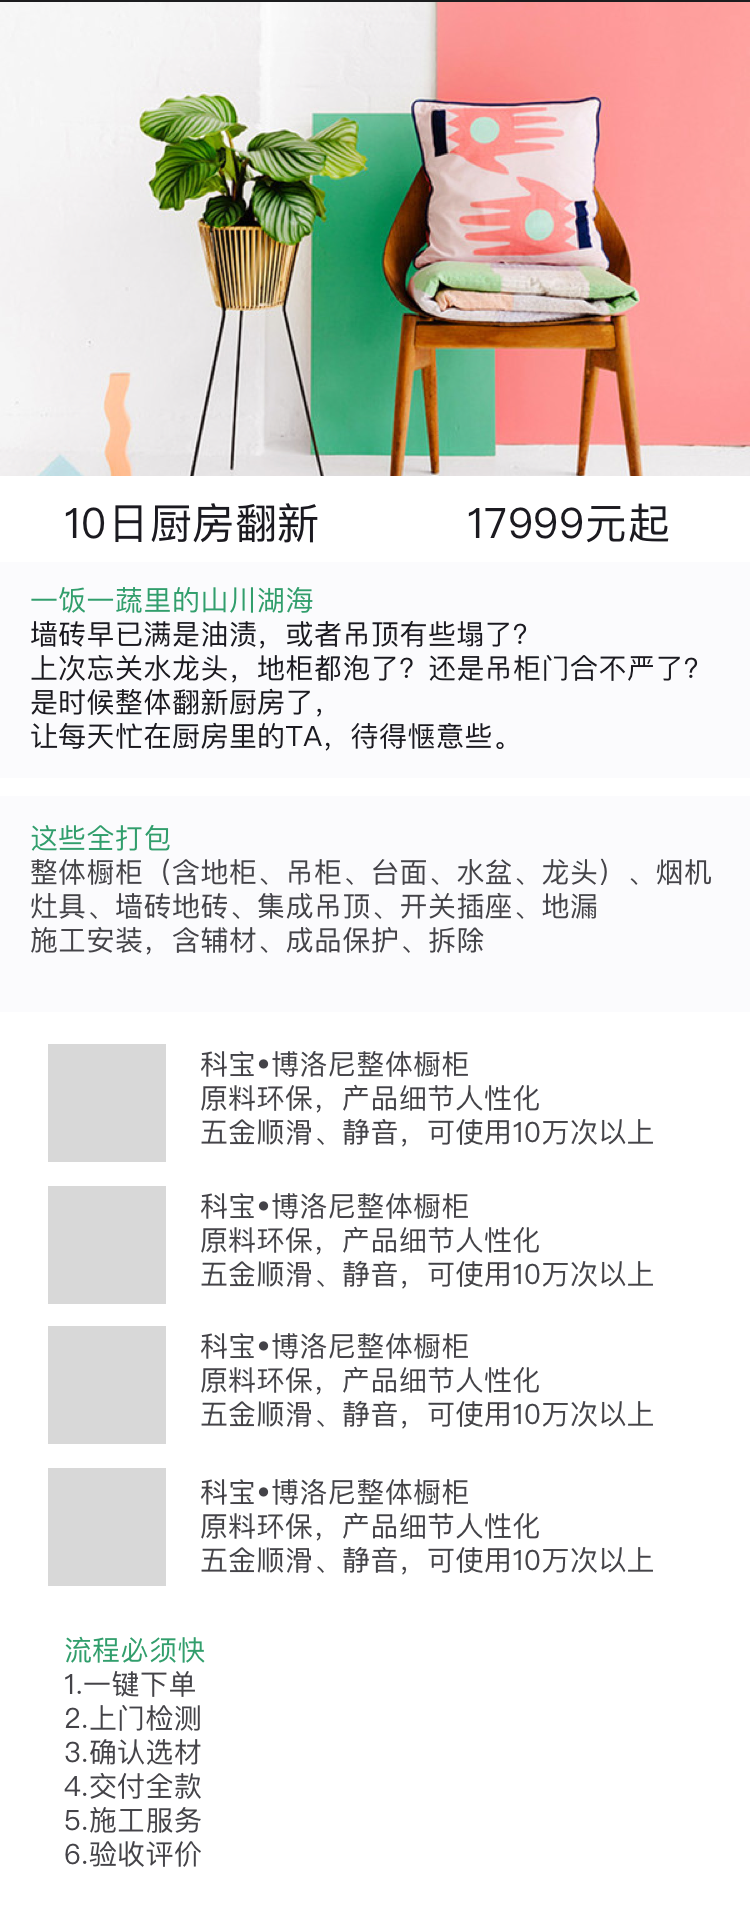 10日厨房翻新 17999元起
一饭一蔬里的山川湖海
墙砖早已满是油渍，或者吊顶有些塌了？
上次忘关水龙头，地柜都泡了？还是吊柜门合不严了？
是时候整体翻新厨房了，
让每天忙在厨房里的TA，待得惬意些。
这些全打包
整体橱柜（含地柜、吊柜、台面、水盆、龙头）、烟机
灶具、墙砖地砖、集成吊顶、开关插座、地漏
施工安装，含辅材、成品保护、拆除
科宝•博洛尼整体橱柜
原料环保，产品细节人性化
五金顺滑、静音，可使用10万次以上
科宝•博洛尼整体橱柜
原料环保，产品细节人性化
五金顺滑、静音，可使用10万次以上
科宝•博洛尼整体橱柜
原料环保，产品细节人性化
五金顺滑、静音，可使用10万次以上
科宝•博洛尼整体橱柜
原料环保，产品细节人性化
五金顺滑、静音，可使用10万次以上
流程必须快
1.一键下单
2.上门检测
3.确认选材
4.交付全款
5.施工服务
6.验收评价